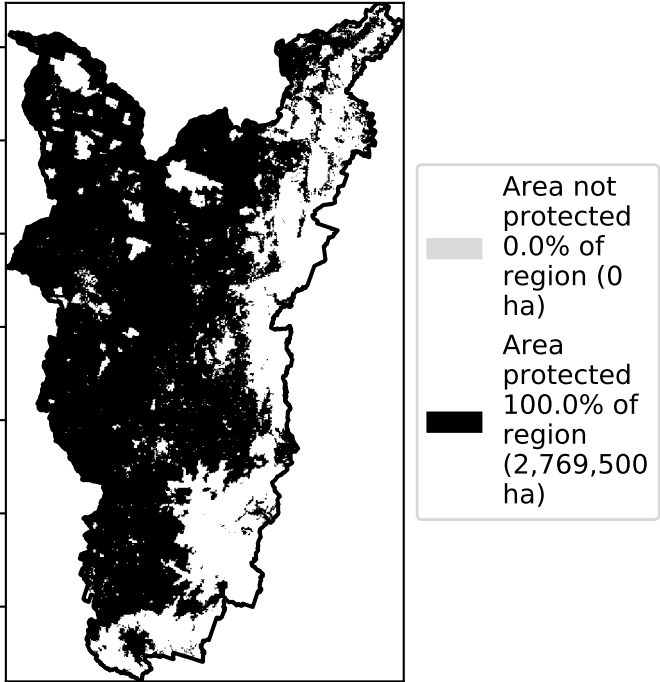 Area not
protected
0.0% of
region (0
ha)
Area
protected
100.0% of
region
(2,769,500
ha)